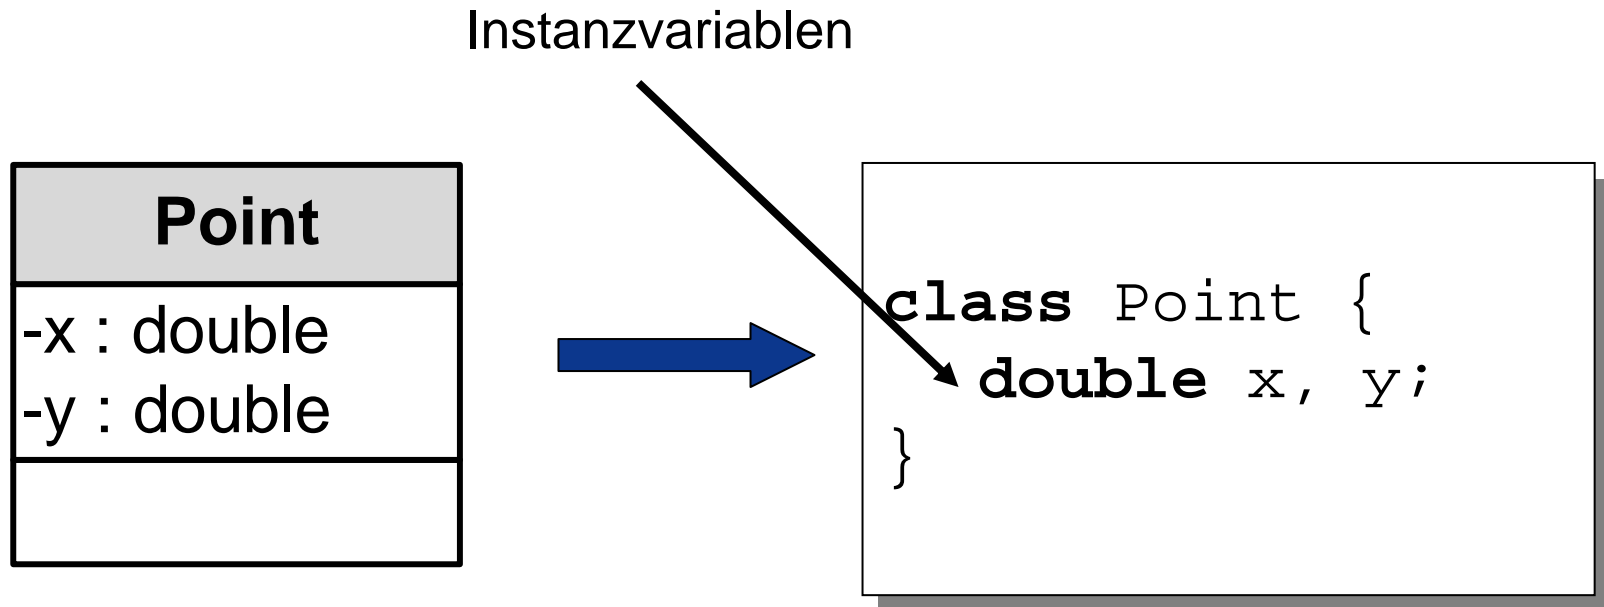 Instanzvariablen
Point
-x : double
-y : double
class Point {
double x, y;
}